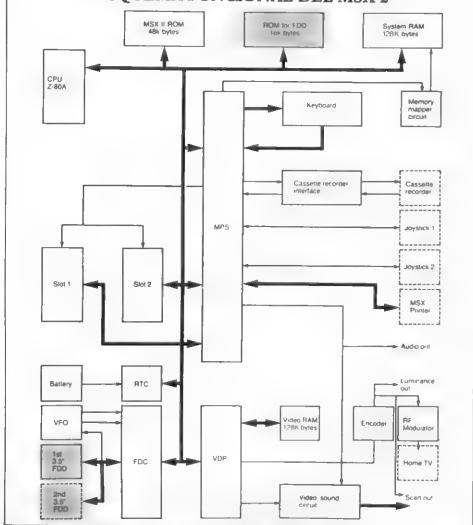 MSX II ROM
48k bytes
ROM for FDD
16k bytes
System RAM
128K bytes
CPU
Z-80A
Keyboard
Memory
mapper
circuit
MPS
Cassette recorder
interface
Cassette
recorder
Joystick 1
Joystick 2
MSX
Printer
Slot 1
Slot 2
Audio out
Battery
RTC
VFO
1st
3.5"
FDD
2nd
3.5"
FDD
FDC
VDP
Video RAM
128K bytes
Encoder
Luminance
out
RF
Modulator
Home TV
Video sound
circuit
Scart out